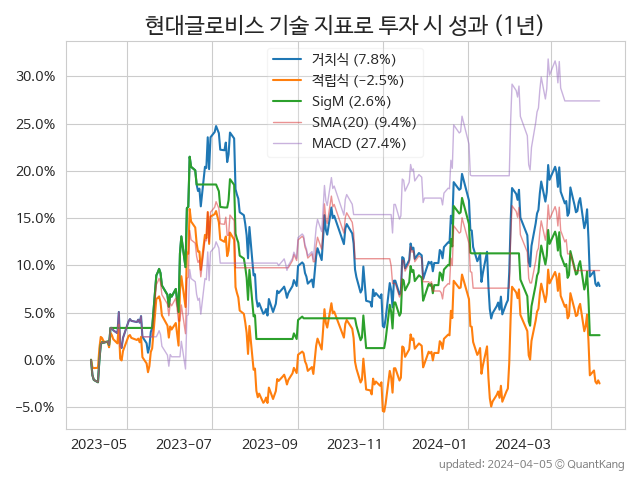 현대글로비스 기술 지표로 투자 시 성과 (1년)
거치식 (7.8%)
적립식 (−2.5%)
SigM (2.6%)
SMA(20) (9.4%)
MACD (27.4%)
30.0%
25.0%
20.0%
15.0%
10.0%
5.0%
0.0%
−5.0%
2023-05 2023-07 2023-09 2023-11 2024-01 2024-03
updated: 2024-04-05 ⓒ QuantKang